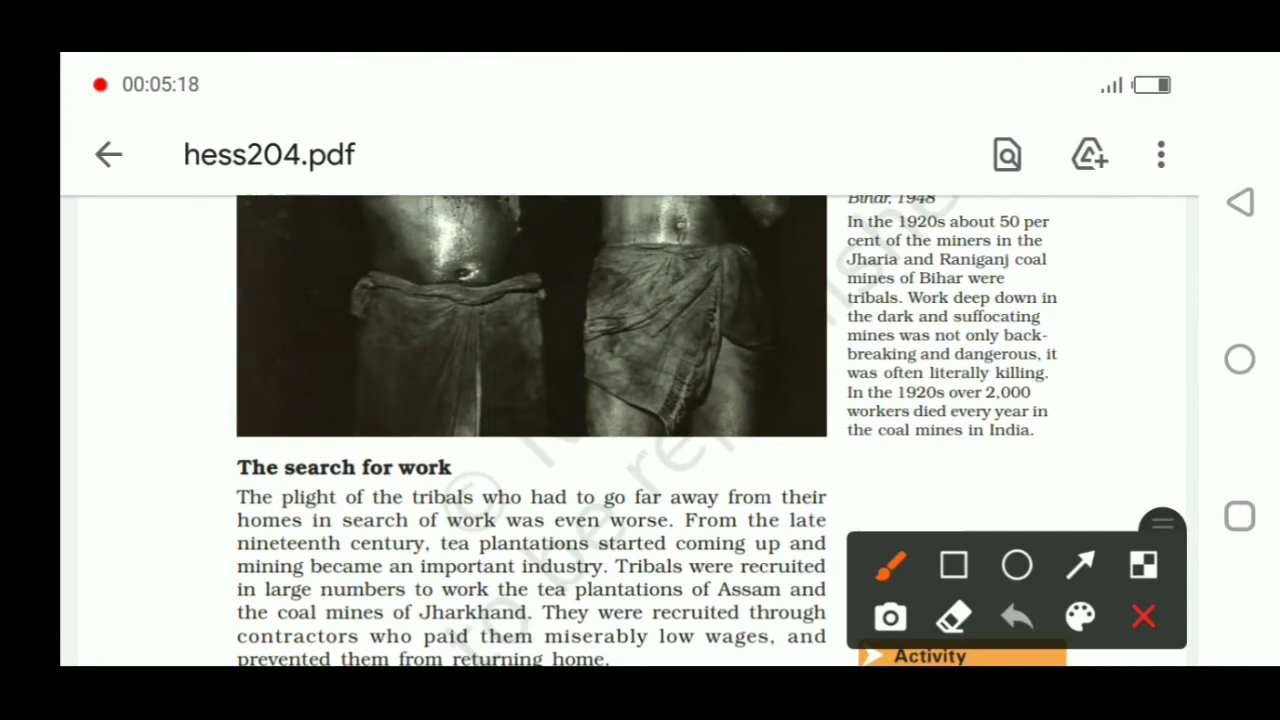 00:05:18
hess204.pdf
Bihar, 1948
In the 1920s about 50 per
cent of the miners in the
Jharia and Raniganj coal
mines of Bihar were
tribals. Work deep down in
the dark and suffocating
mines was not only back-
breaking and dangerous, it
was often literally killing.
In the 1920s over 2,000
workers died every year in
the coal mines in India.
The search for work
The plight of the tribals who had to go far away from their
homes in search of work was even worse. From the late
nineteenth century, tea plantations started coming up and
mining became an important industry. Tribals were recruited
in large numbers to work the tea plantations of Assam and
the coal mines of Jharkhand. They were recruited through
contractors who paid them miserably low wages, and
prevented them from returning home.
Activity